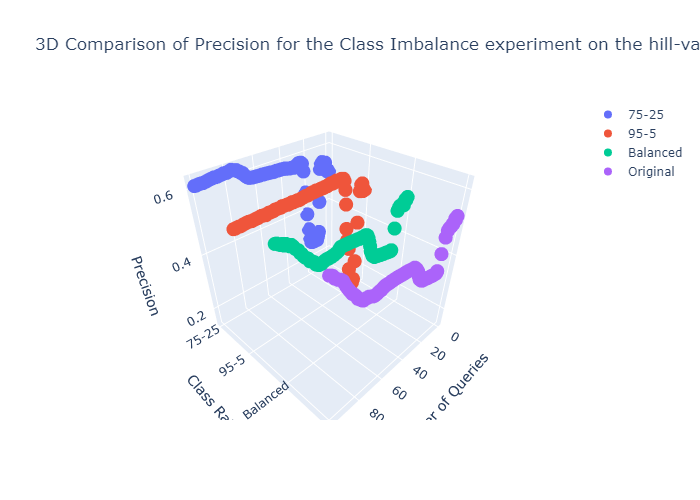 3D Comparison of Precision for the Class Imbalance experiment on the hill-va
75-25
95-5
Balanced
Original
0.6
0.4
0.2
Precision
75-25
95-5
Balanced
Class Ra
0
20
40
60
80
er of Queries